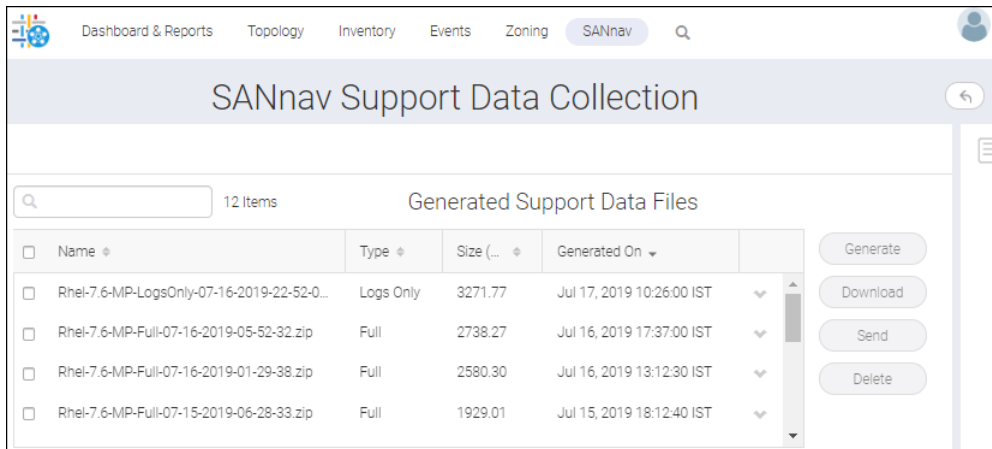 Dashboard & Reports Topology Inventory Events Zoning SANnav
SANnav Support Data Collection
12 Items Generated Support Data Files
Name Type Size (... Generated On
Generate
Rhel-7.6-MP-LogsOnly-07-16-2019-22-52-0... Logs Only 3271.77 Jul 17, 2019 10:26:00 IST
Download
Rhel-7.6-MP-Full-07-16-2019-05-52-32.zip Full 2738.27 Jul 16, 2019 17:37:00 IST
Send
Rhel-7.6-MP-Full-07-16-2019-01-29-38.zip Full 2580.30 Jul 16, 2019 13:12:30 IST
Delete
Rhel-7.6-MP-Full-07-15-2019-06-28-33.zip Full 1929.01 Jul 15, 2019 18:12:40 IST